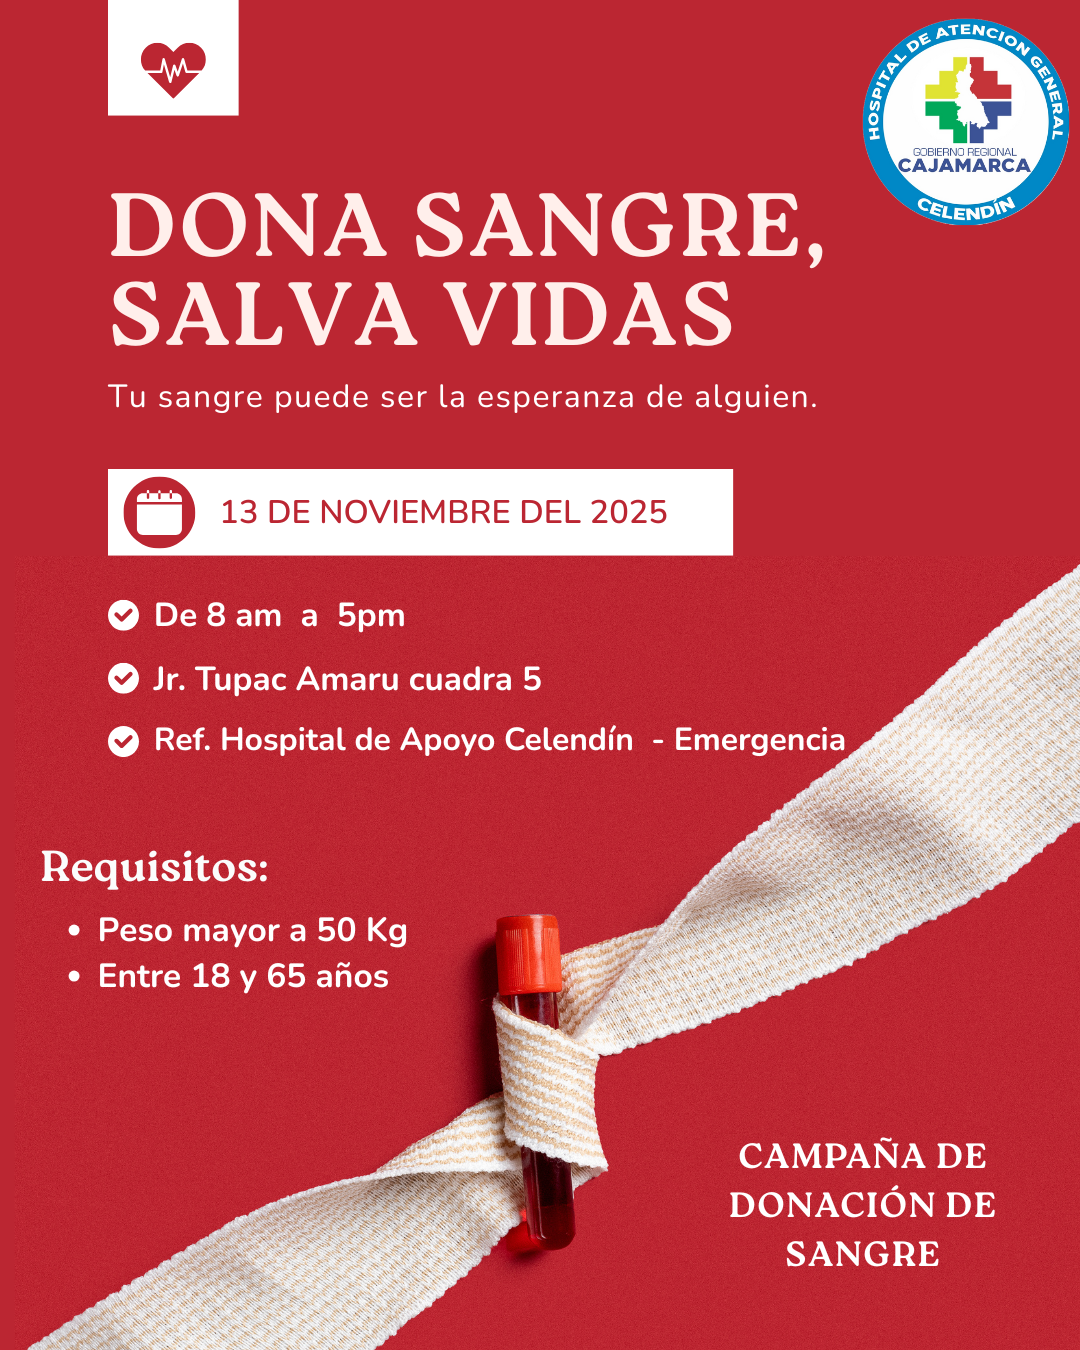 HOSPITAL DE ATENCION GENERAL
GOBIERNO REGIONAL
CAJAMARCA
CELENDÍN
DONA SANGRE,
SALVA VIDAS
Tu sangre puede ser la esperanza de alguien.
13 DE NOVIEMBRE DEL 2025
De 8 am  a  5pm
Jr. Tupac Amaru cuadra 5
Ref. Hospital de Apoyo Celendín  - Emergencia
Requisitos:
• Peso mayor a 50 Kg
• Entre 18 y 65 años
CAMPAÑA DE
DONACIÓN DE
SANGRE